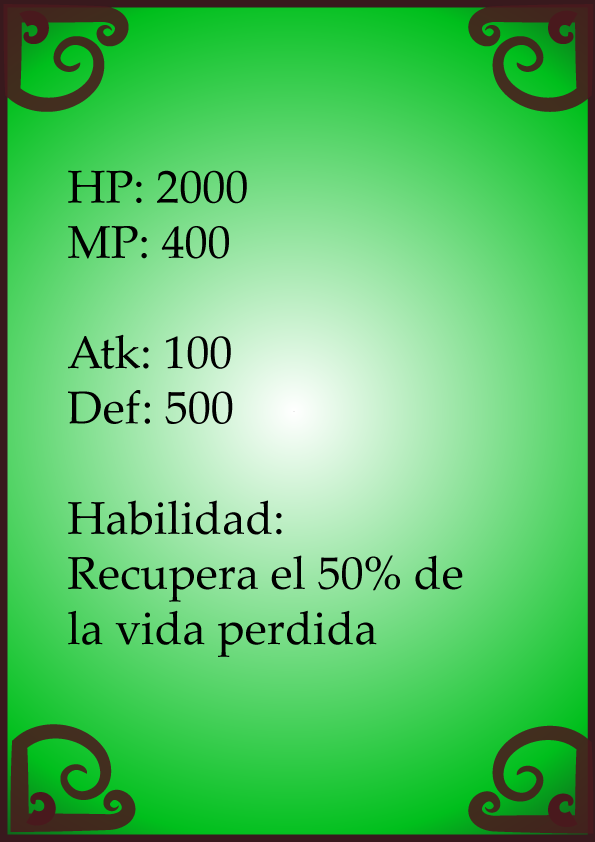 HP: 2000
MP: 400
Atk: 100
Def: 500
Habilidad:
Recupera el 50% de
la vida perdida